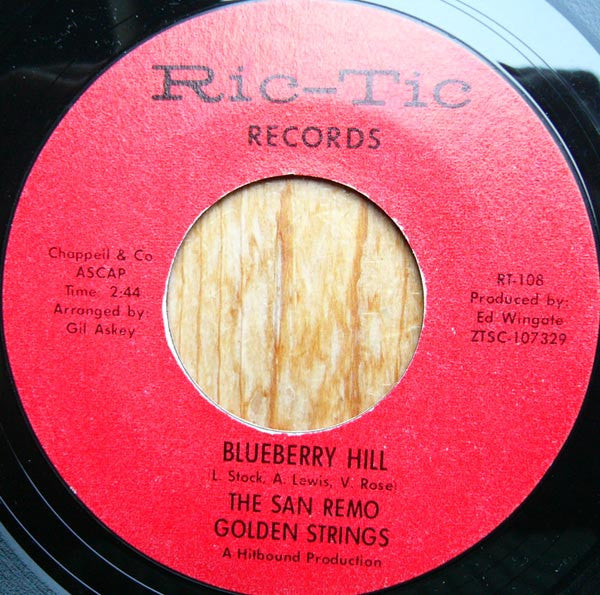 Ric-Tic
RECORDS
Chappell & Co
ASCAP
Time: 2:44
Arranged by
Gil Askey
RT-108
Produced by:
Ed Wingate
ZTSC-107329
BLUEBERRY HILL
(L. Stock, A. Lewis, V. Rose)
THE SAN REMO
GOLDEN STRINGS
A Hitbound Production